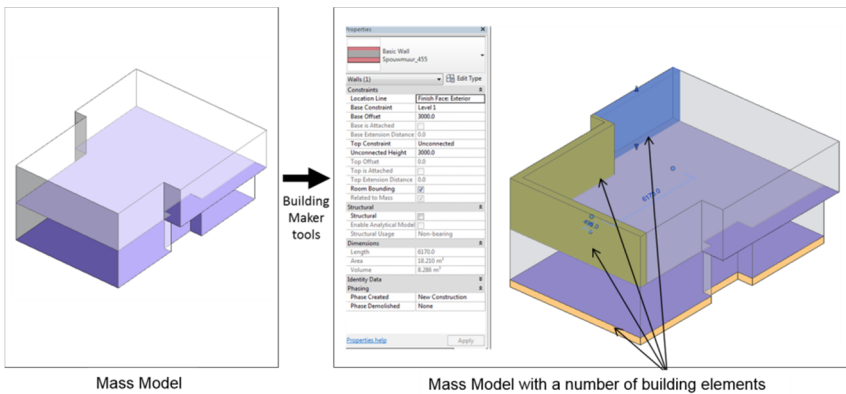 Properties
Basic Wall
Spouwmuur_455
Walls (1)
Edit Type
Constraints
Location Line Finish Face: Exterior
Base Constraint Level 1
Base Offset 3000.0
Base is Attached
Base Extension Distance 0.0
Top Constraint Unconnected
Unconnected Height 3000.0
Top Offset 0.0
Top is Attached
Top Extension Distance 0.0
Room Bounding
Related to Mass
Structural
Structural
Enable Analytical Model
Structural Usage Non-bearing
Dimensions
Length 6170.0
Area 18.210 m²
Volume 8.286 m³
Identity Data
Phasing
Phase Created New Construction
Phase Demolished None
Properties help
Apply
Building
Maker
tools
6170.0
Mass Model
Mass Model with a number of building elements